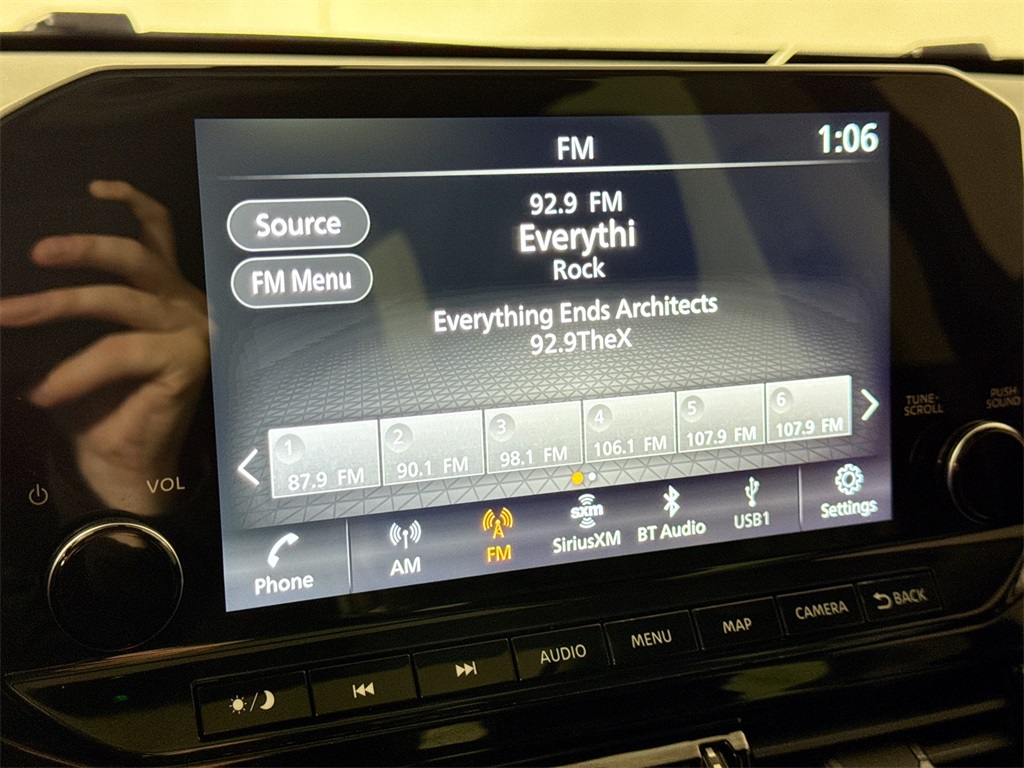 FM
1:06
Source
92.9 FM
Everythi
Rock
FM Menu
Everything Ends Architects
92.9TheX
1 87.9 FM
2 90.1 FM
3 98.1 FM
4 106.1 FM
5 107.9 FM
6 107.9 FM
Phone
AM
FM
sxm
SiriusXM
BT Audio
USB1
Settings
VOL
TUNE-
SCROLL
PUSH
SOUND
AUDIO
MENU
MAP
CAMERA
BACK